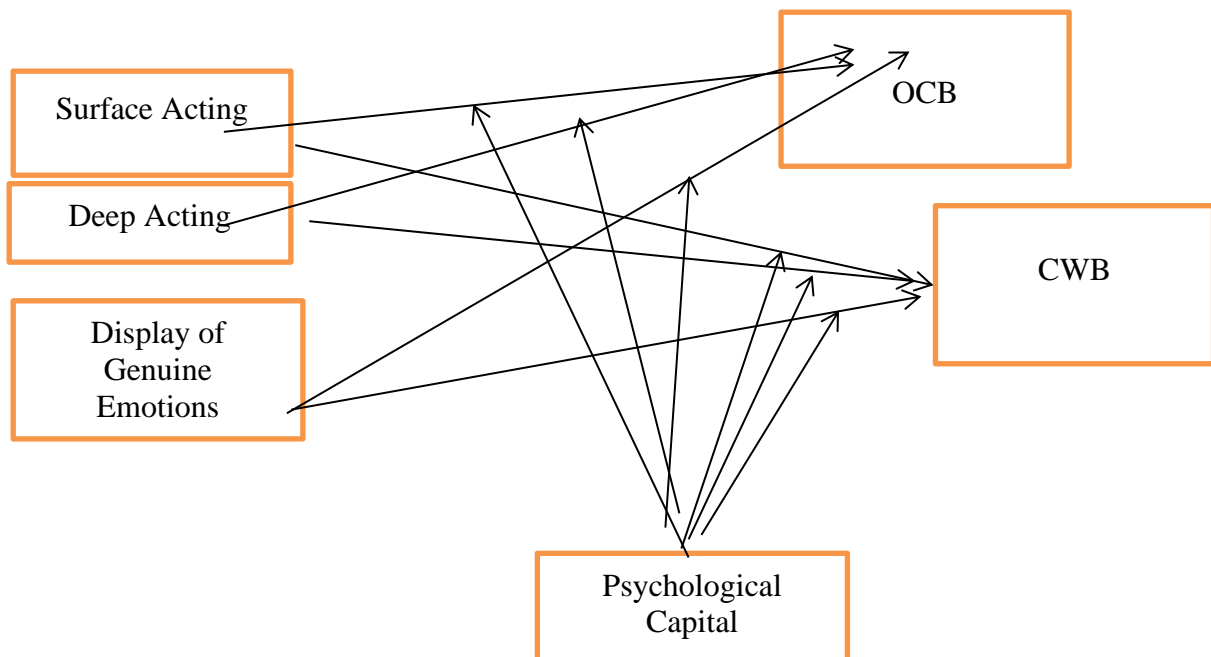 Surface Acting
OCB
Deep Acting
CWB
Display of
Genuine
Emotions
Psychological
Capital